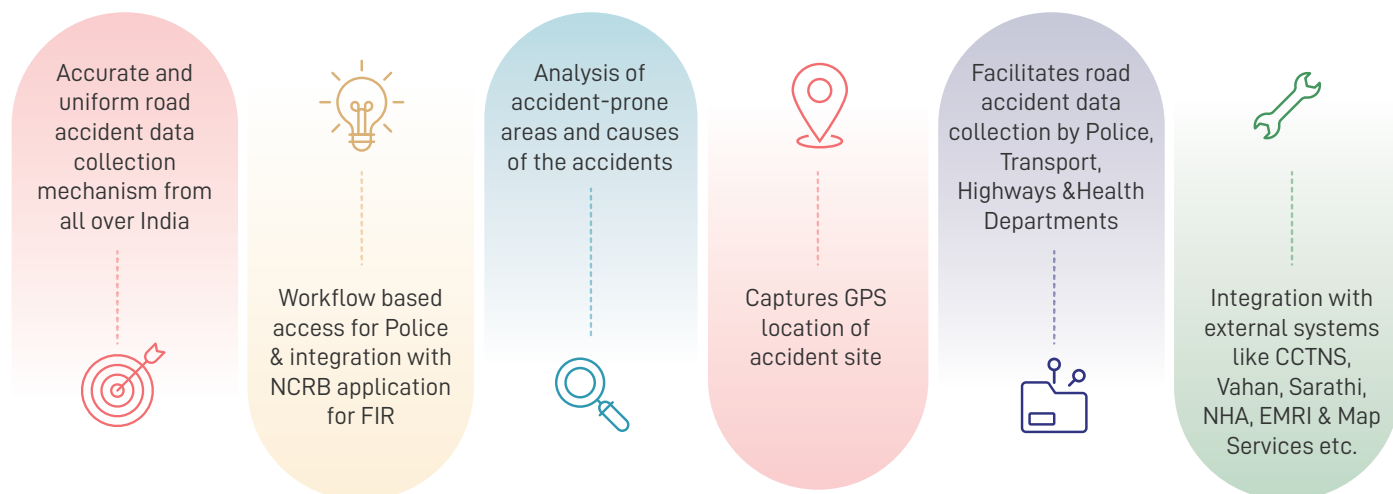 Accurate and
uniform road
accident data
collection
mechanism from
all over India
Workflow based
access for Police
& integration with
NCRB application
for FIR
Analysis of
accident-prone
areas and causes
of the accidents
Captures GPS
location of
accident site
Facilitates road
accident data
collection by Police,
Transport,
Highways &Health
Departments
Integration with
external systems
like CCTNS,
Vahan, Sarathi,
NHA, EMRI & Map
Services etc.